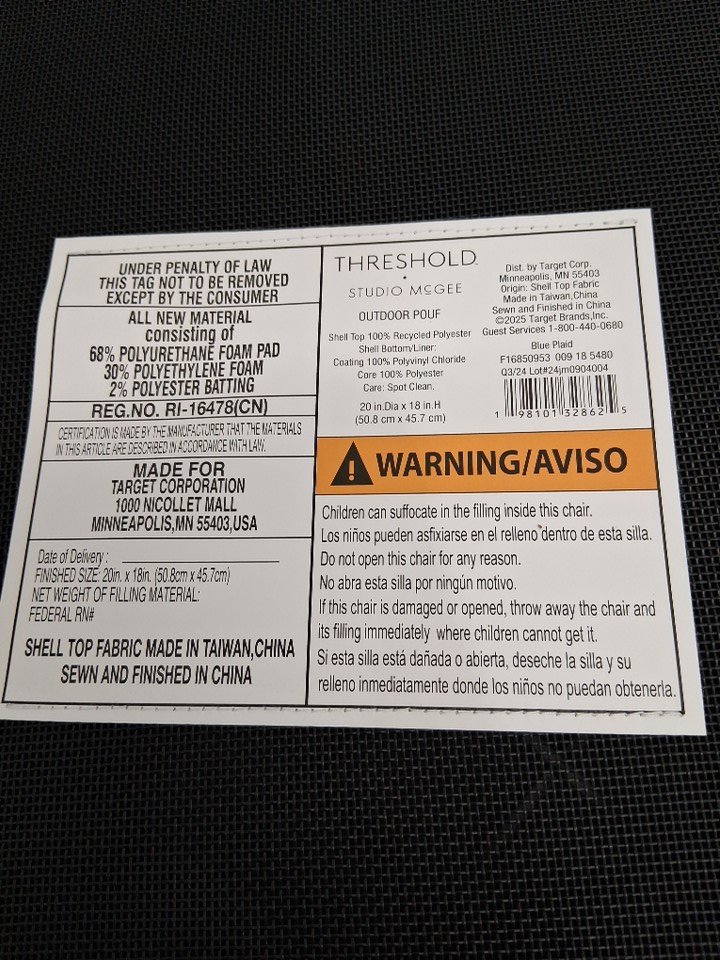 UNDER PENALTY OF LAW
THIS TAG NOT TO BE REMOVED
EXCEPT BY THE CONSUMER
ALL NEW MATERIAL
consisting of
68% POLYURETHANE FOAM PAD
30% POLYETHYLENE FOAM
2% POLYESTER BATTING
REG.NO. RI-16478(CN)
CERTIFICATION IS MADE BY THE MANUFACTURER THAT THE MATERIALS
IN THIS ARTICLE ARE DESCRIBED IN ACCORDANCE WITH LAW.
MADE FOR
TARGET CORPORATION
1000 NICOLLET MALL
MINNEAPOLIS,MN 55403,USA
Date of Delivery :
FINISHED SIZE: 20in. x 18in. (50.8cm x 45.7cm)
NET WEIGHT OF FILLING MATERIAL:
FEDERAL RN#
SHELL TOP FABRIC MADE IN TAIWAN,CHINA
SEWN AND FINISHED IN CHINA
THRESHOLD
STUDIO McGEE
OUTDOOR POUF
Shell Top 100% Recycled Polyester
Shell Bottom/Liner:
Coating 100% Polyvinyl Chloride
Core 100% Polyester
Care: Spot Clean.
20 in.Dia x 18 in.H
(50.8 cm x 45.7 cm)
Dist. by Target Corp.
Minneapolis, MN 55403
Origin: Shell Top Fabric
Made in Taiwan,China
Sewn and Finished in China
©2025 Target Brands,Inc.
Guest Services 1-800-440-0680
Blue Plaid
F16850953 009 18 5480
Q3/24 Lot#24jm0904004
1 98101 32862 5
WARNING/AVISO
Children can suffocate in the filling inside this chair.
Los niños pueden asfixiarse en el relleno dentro de esta silla.
Do not open this chair for any reason.
No abra esta silla por ningún motivo.
If this chair is damaged or opened, throw away the chair and
its filling immediately where children cannot get it.
Si esta silla está dañada o abierta, deseche la silla y su
relleno inmediatamente donde los niños no puedan obtenerla.